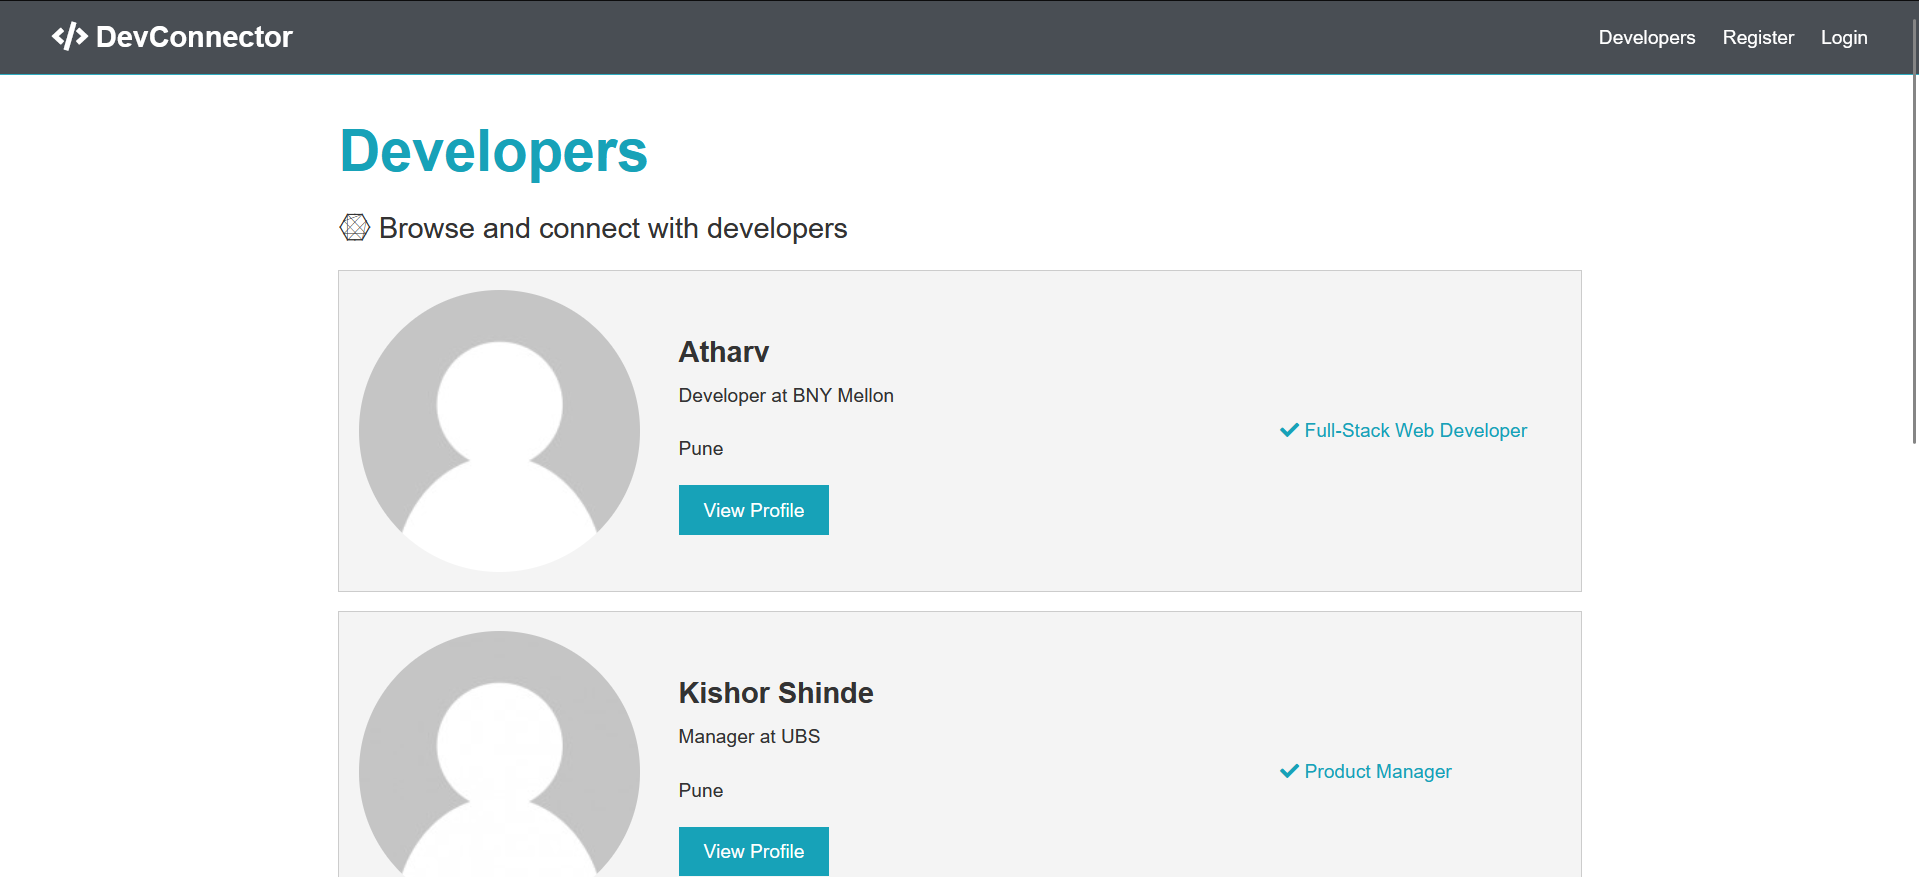 DevConnector
Developers Register Login
Developers
Browse and connect with developers
Atharv
Developer at BNY Mellon
Full-Stack Web Developer
Pune
View Profile
Kishor Shinde
Manager at UBS
Product Manager
Pune
View Profile